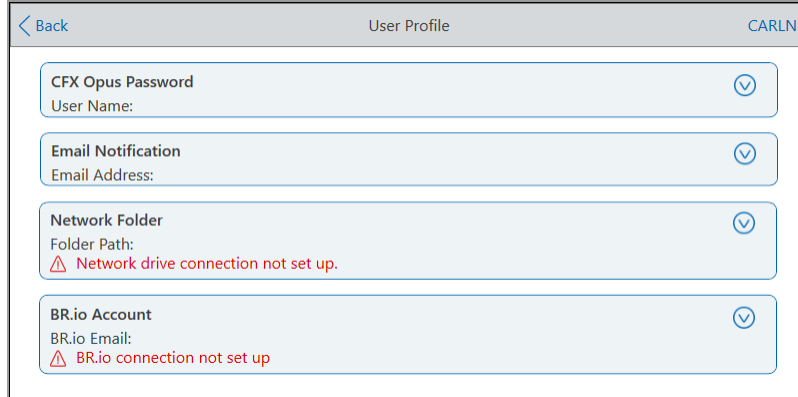 Back
User Profile
CARLN
CFX Opus Password
User Name:
Email Notification
Email Address:
Network Folder
Folder Path:
Network drive connection not set up.
BR.io Account
BR.io Email:
BR.io connection not set up